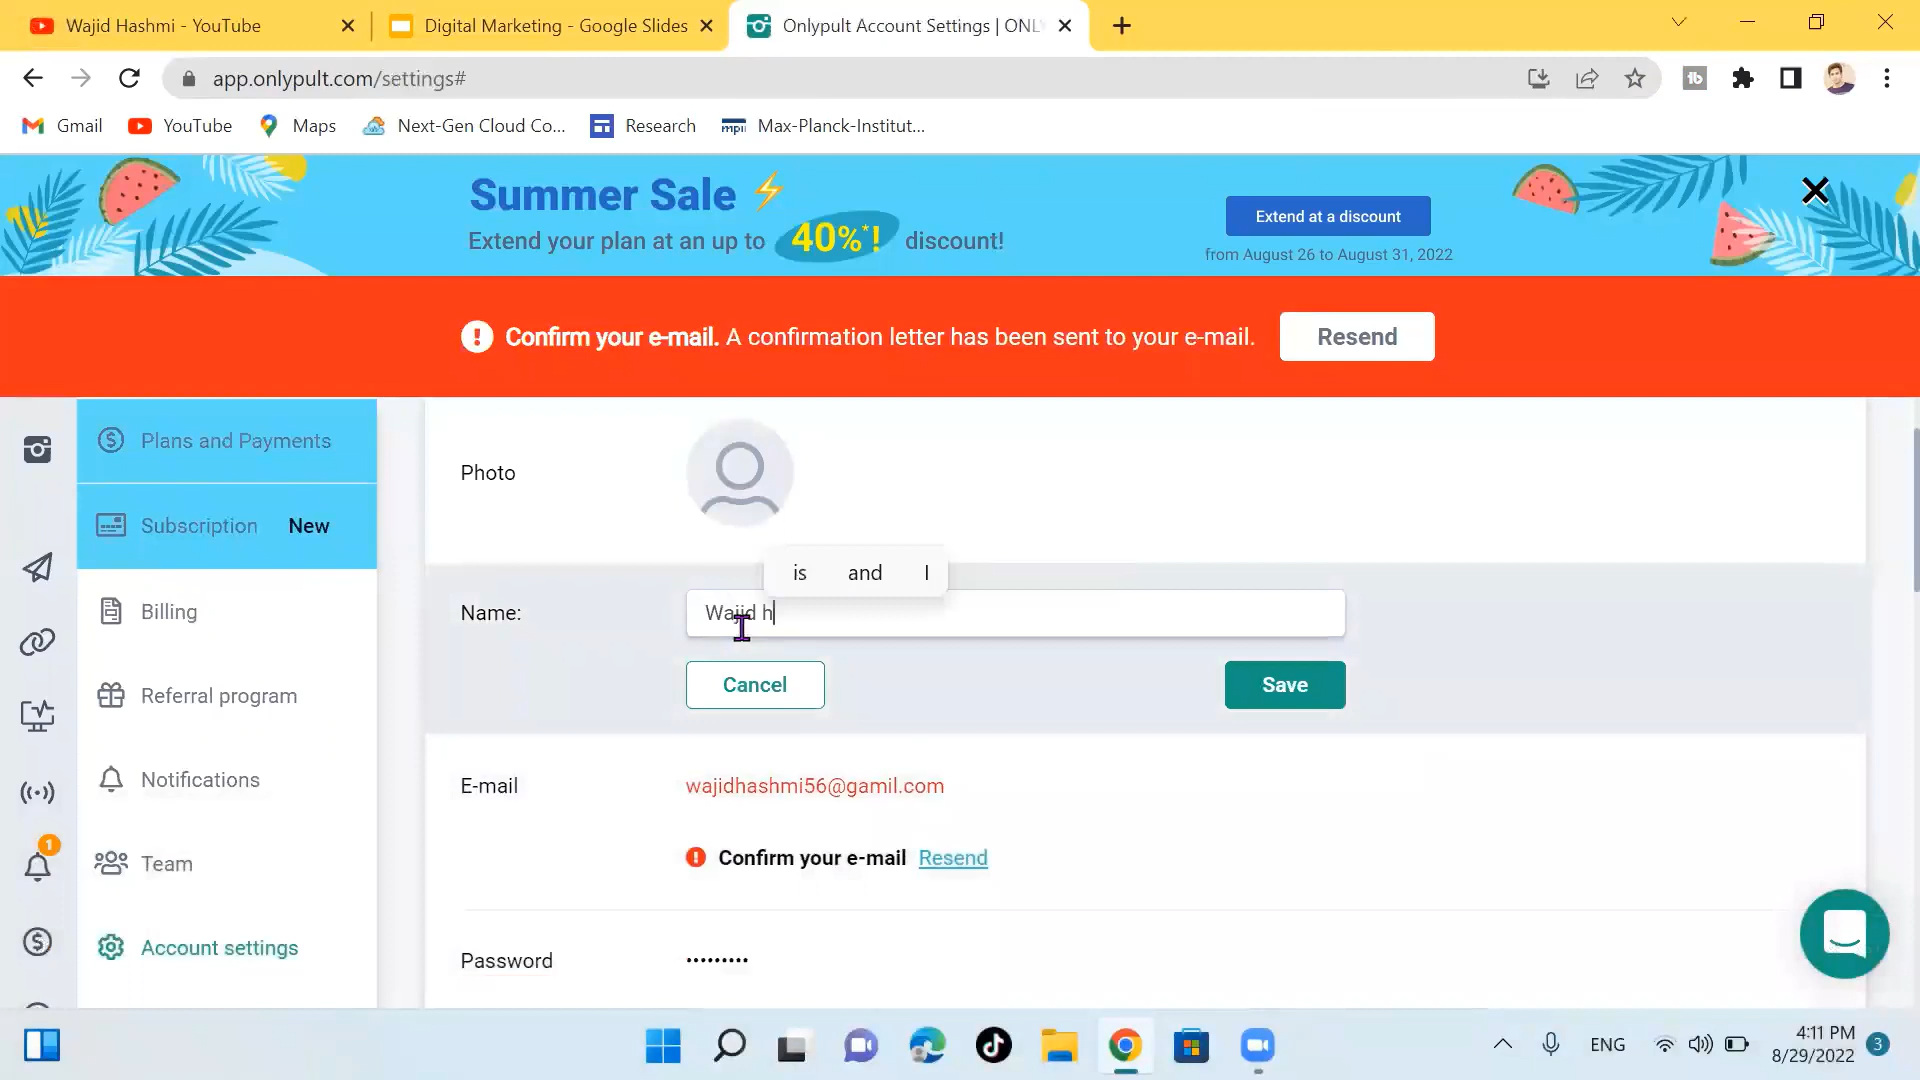 Wajid Hashmi - YouTube
Digital Marketing - Google Slides
Onlypult Account Settings | ONL
app.onlypult.com/settings#
Gmail
YouTube
Maps
Next-Gen Cloud Co...
Research
mpii
Max-Planck-Institut...
Summer Sale
Extend your plan at an up to 40%*! discount!
Extend at a discount
from August 26 to August 31, 2022
Confirm your e-mail. A confirmation letter has been sent to your e-mail.
Resend
Plans and Payments
Subscription New
Billing
Referral program
Notifications
1
Team
Account settings
Photo
is and I
Name:
Wajid h
Cancel
Save
E-mail
wajidhashmi56@gamil.com
Confirm your e-mail Resend
Password
•••••••••
ENG
4:11 PM
8/29/2022
3